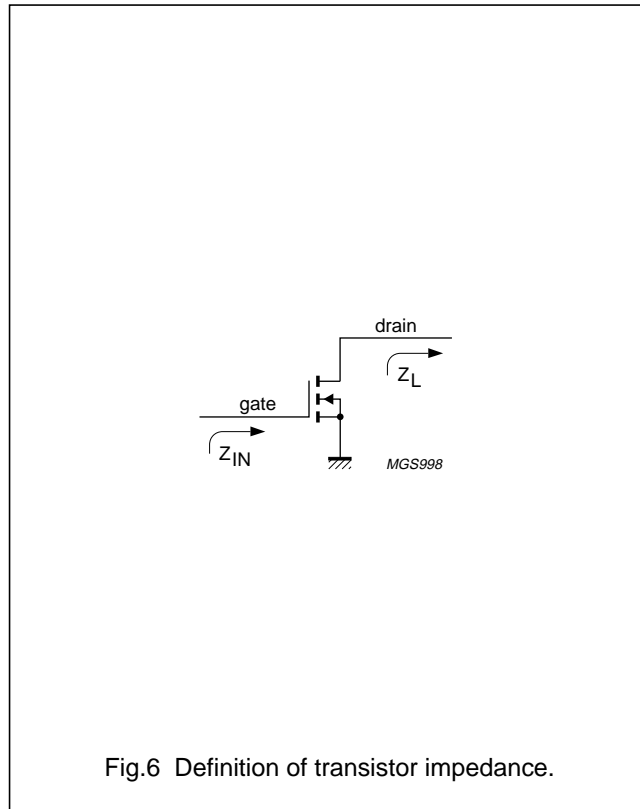 drain
Z_L
gate
Z_IN
MGS998
Fig.6 Definition of transistor impedance.